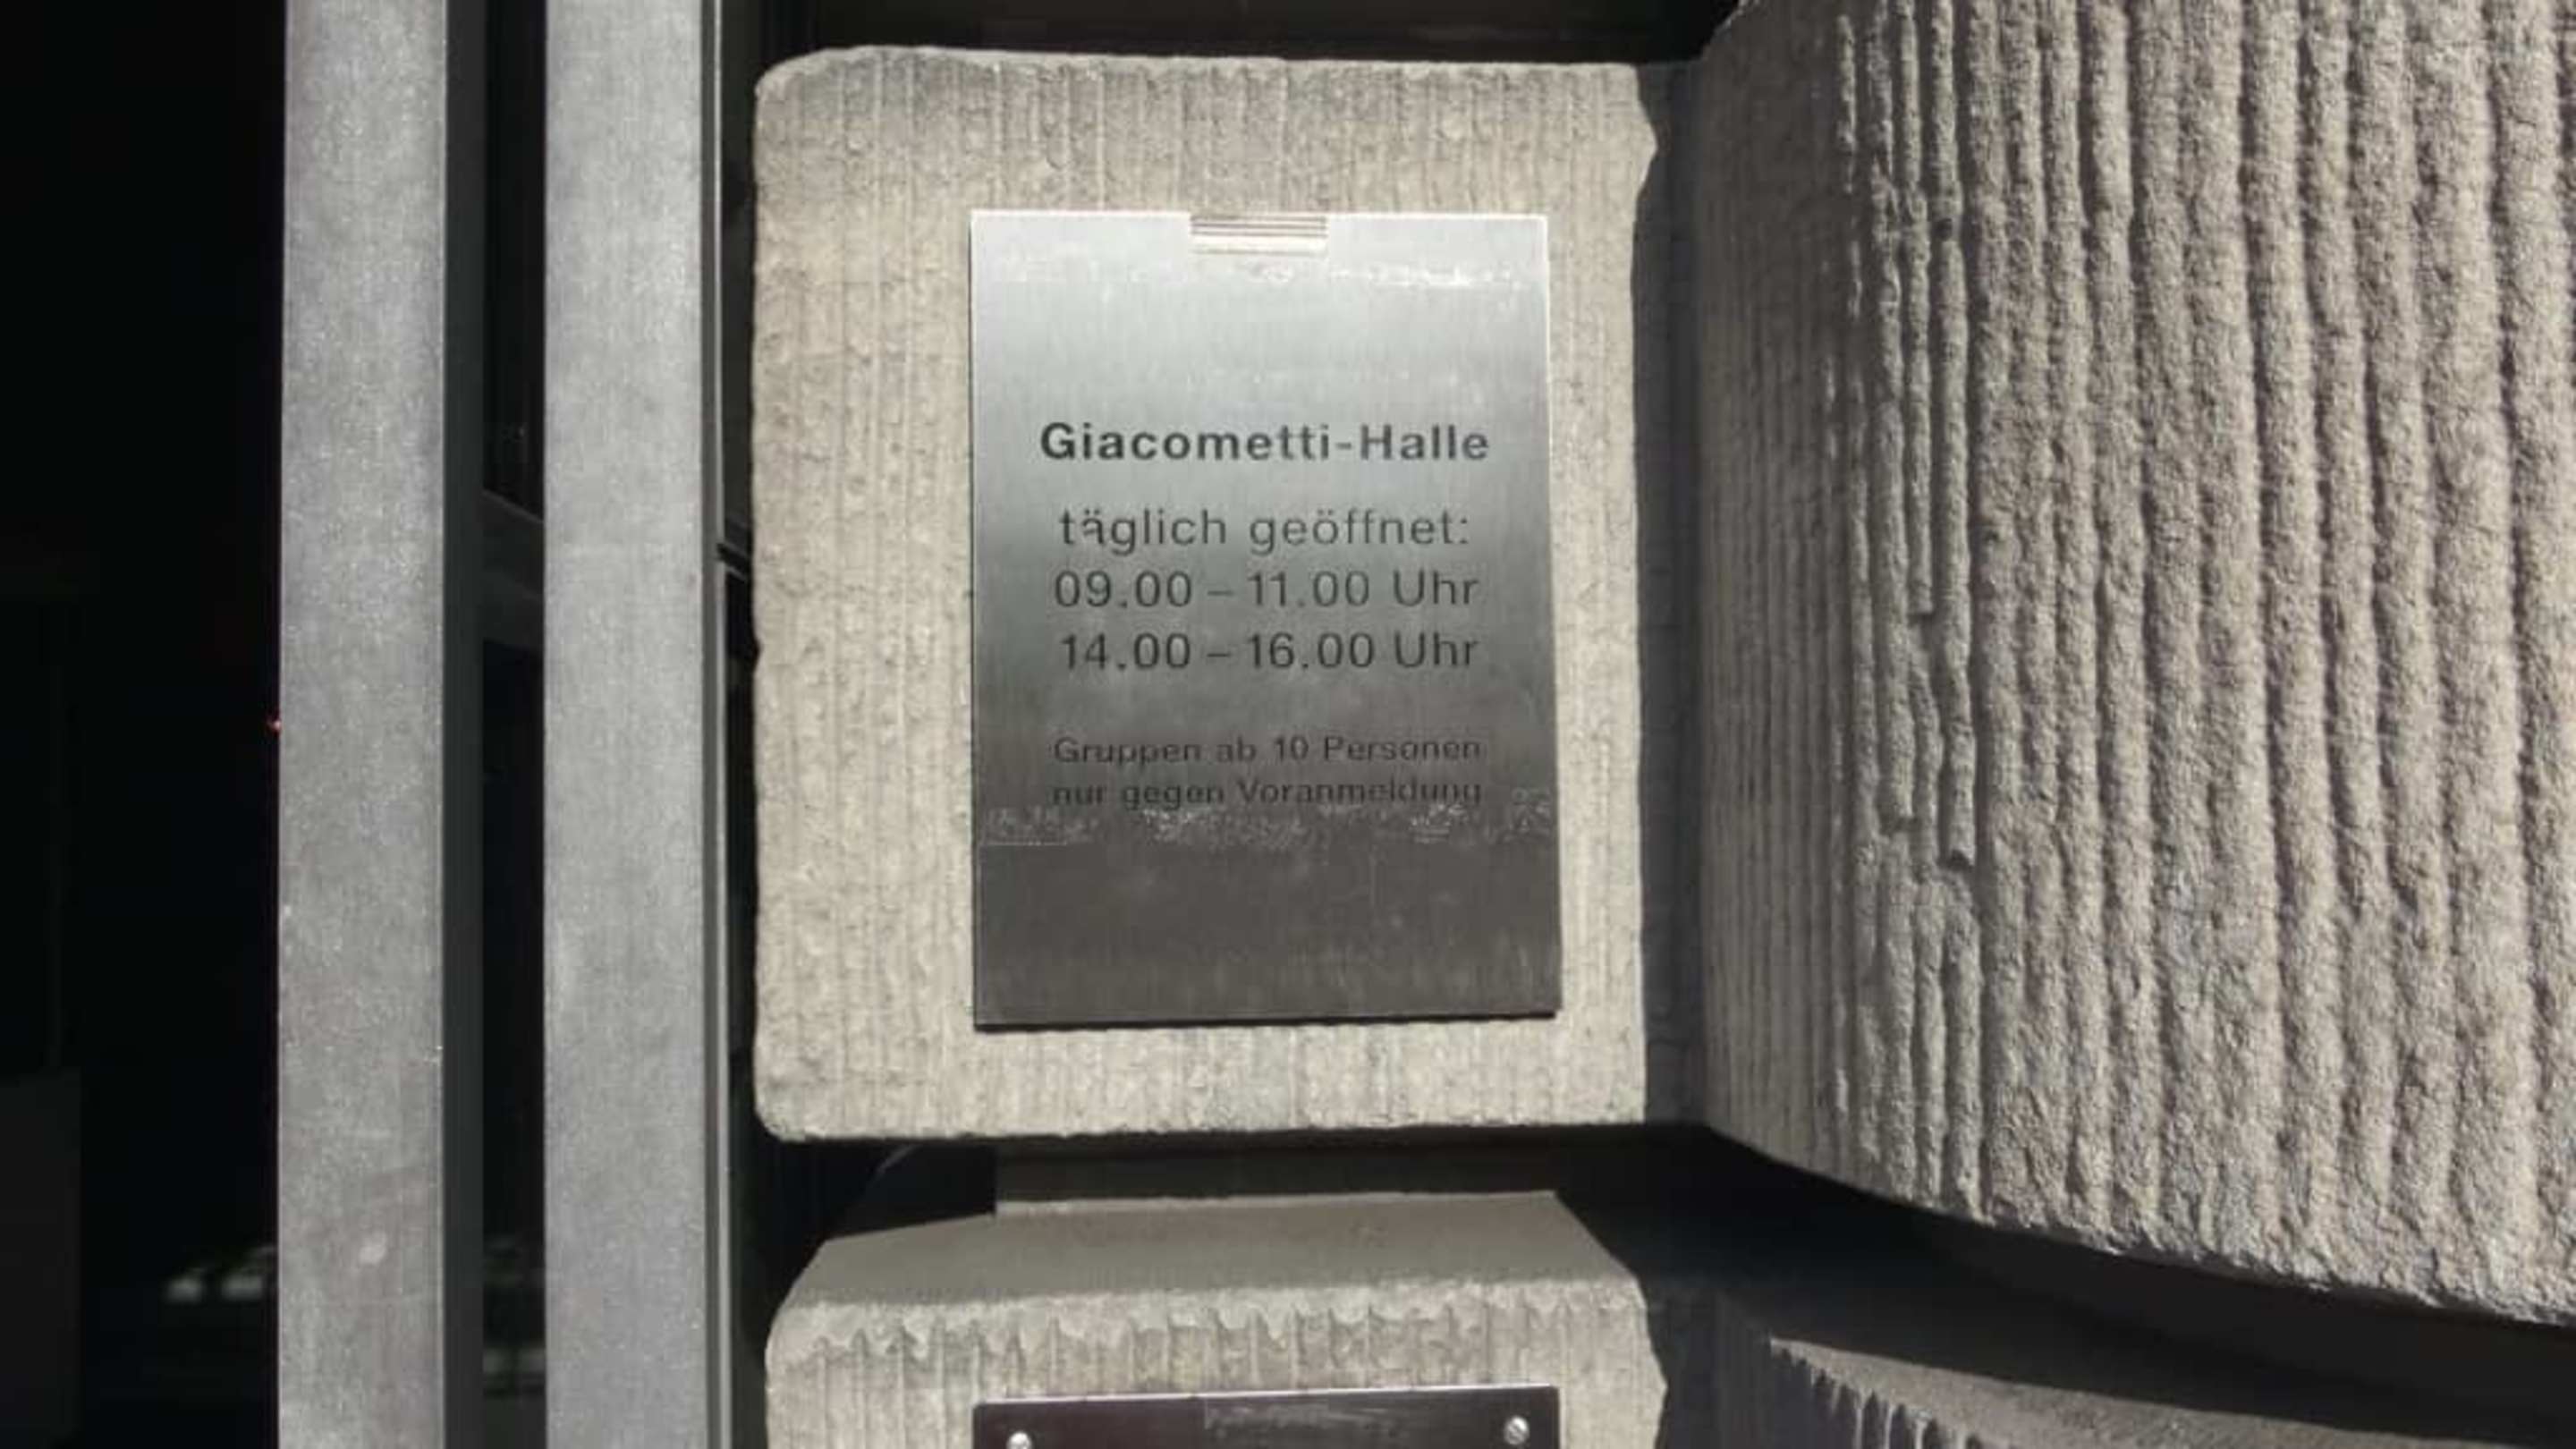 Giacometti-Halle
täglich geöffnet:
09.00 – 11.00 Uhr
14.00 – 16.00 Uhr
Gruppen ab 10 Personen
nur gegen Voranmeldung